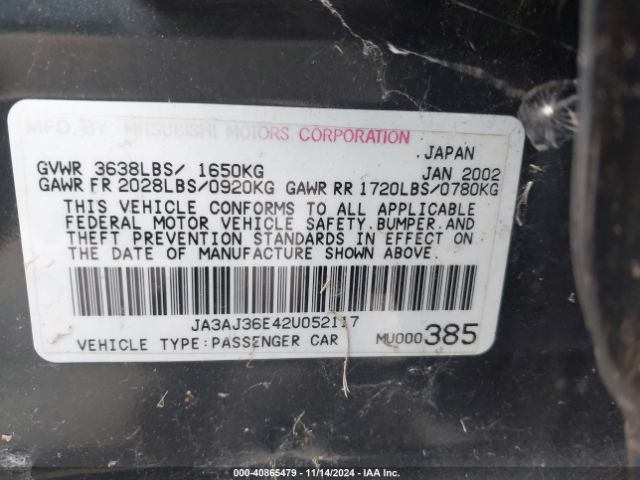 MFD. BY MITSUBISHI MOTORS CORPORATION
JAPAN
GVWR 3638LBS/ 1650KG JAN 2002
GAWR FR 2028LBS/0920KG GAWR RR 1720LBS/0780KG
THIS VEHICLE CONFORMS TO ALL APPLICABLE
FEDERAL MOTOR VEHICLE SAFETY.BUMPER.AND
THEFT PREVENTION STANDARDS IN EFFECT ON
THE DATE OF MANUFACTURE SHOWN ABOVE.
JA3AJ36E42U052117
VEHICLE TYPE:PASSENGER CAR MU000385
000-40865479 - 11/14/2024 - IAA Inc.